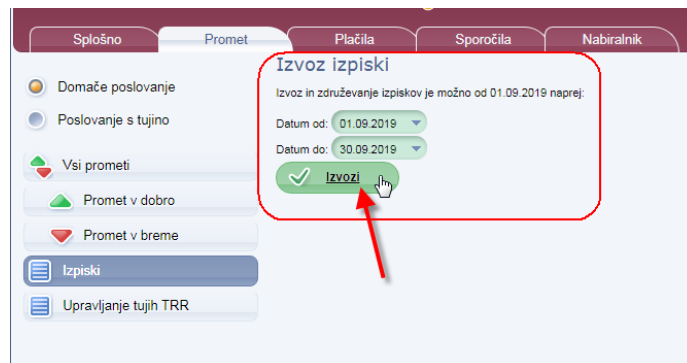 Splošno Promet Plačila Sporočila Nabiralnik
Domače poslovanje
Poslovanje s tujino
Vsi prometi
Promet v dobro
Promet v breme
Izpiski
Upravljanje tujih TRR
Izvoz izpiski
Izvoz in združevanje izpiskov je možno od 01.09.2019 naprej:
Datum od: 01.09.2019
Datum do: 30.09.2019
Izvozi